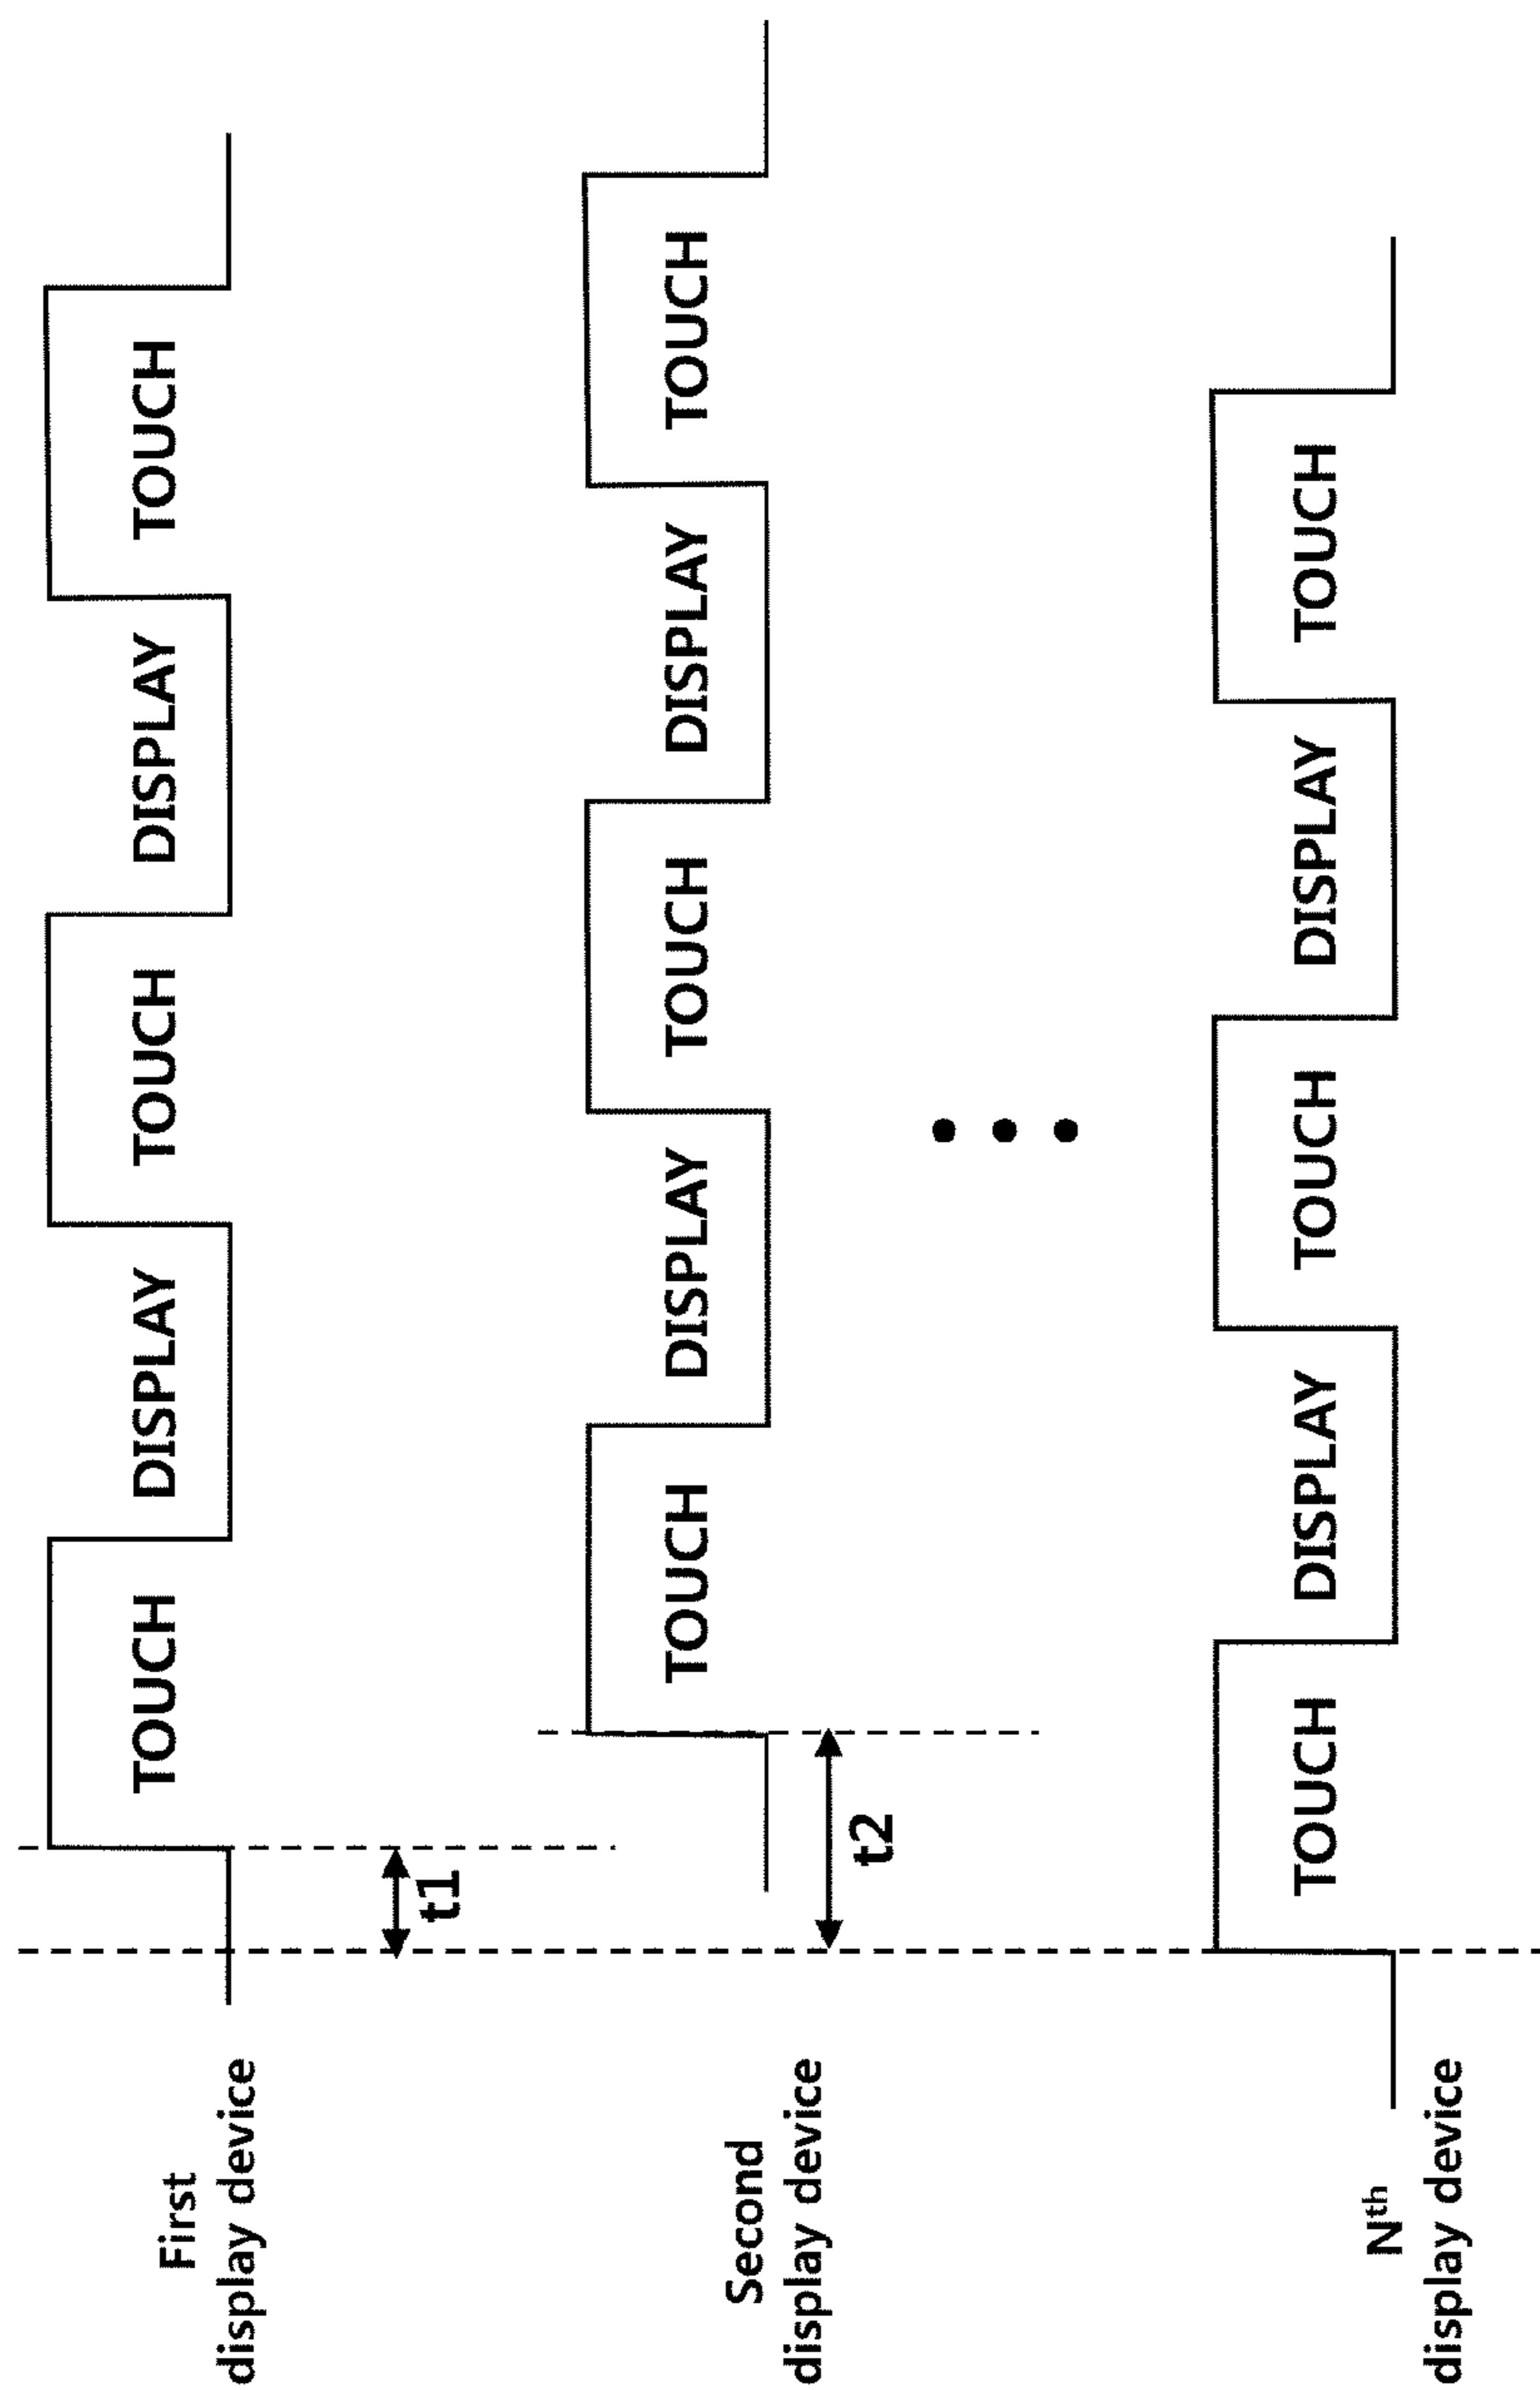 First
display device
TOUCH
DISPLAY
TOUCH
DISPLAY
TOUCH
t1
Second
display device
TOUCH
DISPLAY
TOUCH
DISPLAY
TOUCH
t2
Nth
display device
TOUCH
DISPLAY
TOUCH
DISPLAY
TOUCH